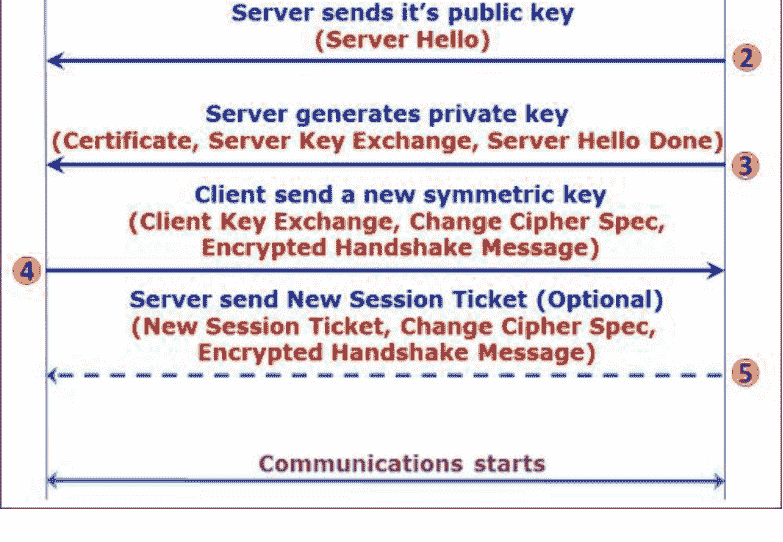 Server sends it's public key
(Server Hello)
2
Server generates private key
(Certificate, Server Key Exchange, Server Hello Done)
3
Client send a new symmetric key
(Client Key Exchange, Change Cipher Spec,
Encrypted Handshake Message)
4
Server send New Session Ticket (Optional)
(New Session Ticket, Change Cipher Spec,
Encrypted Handshake Message)
5
Communications starts